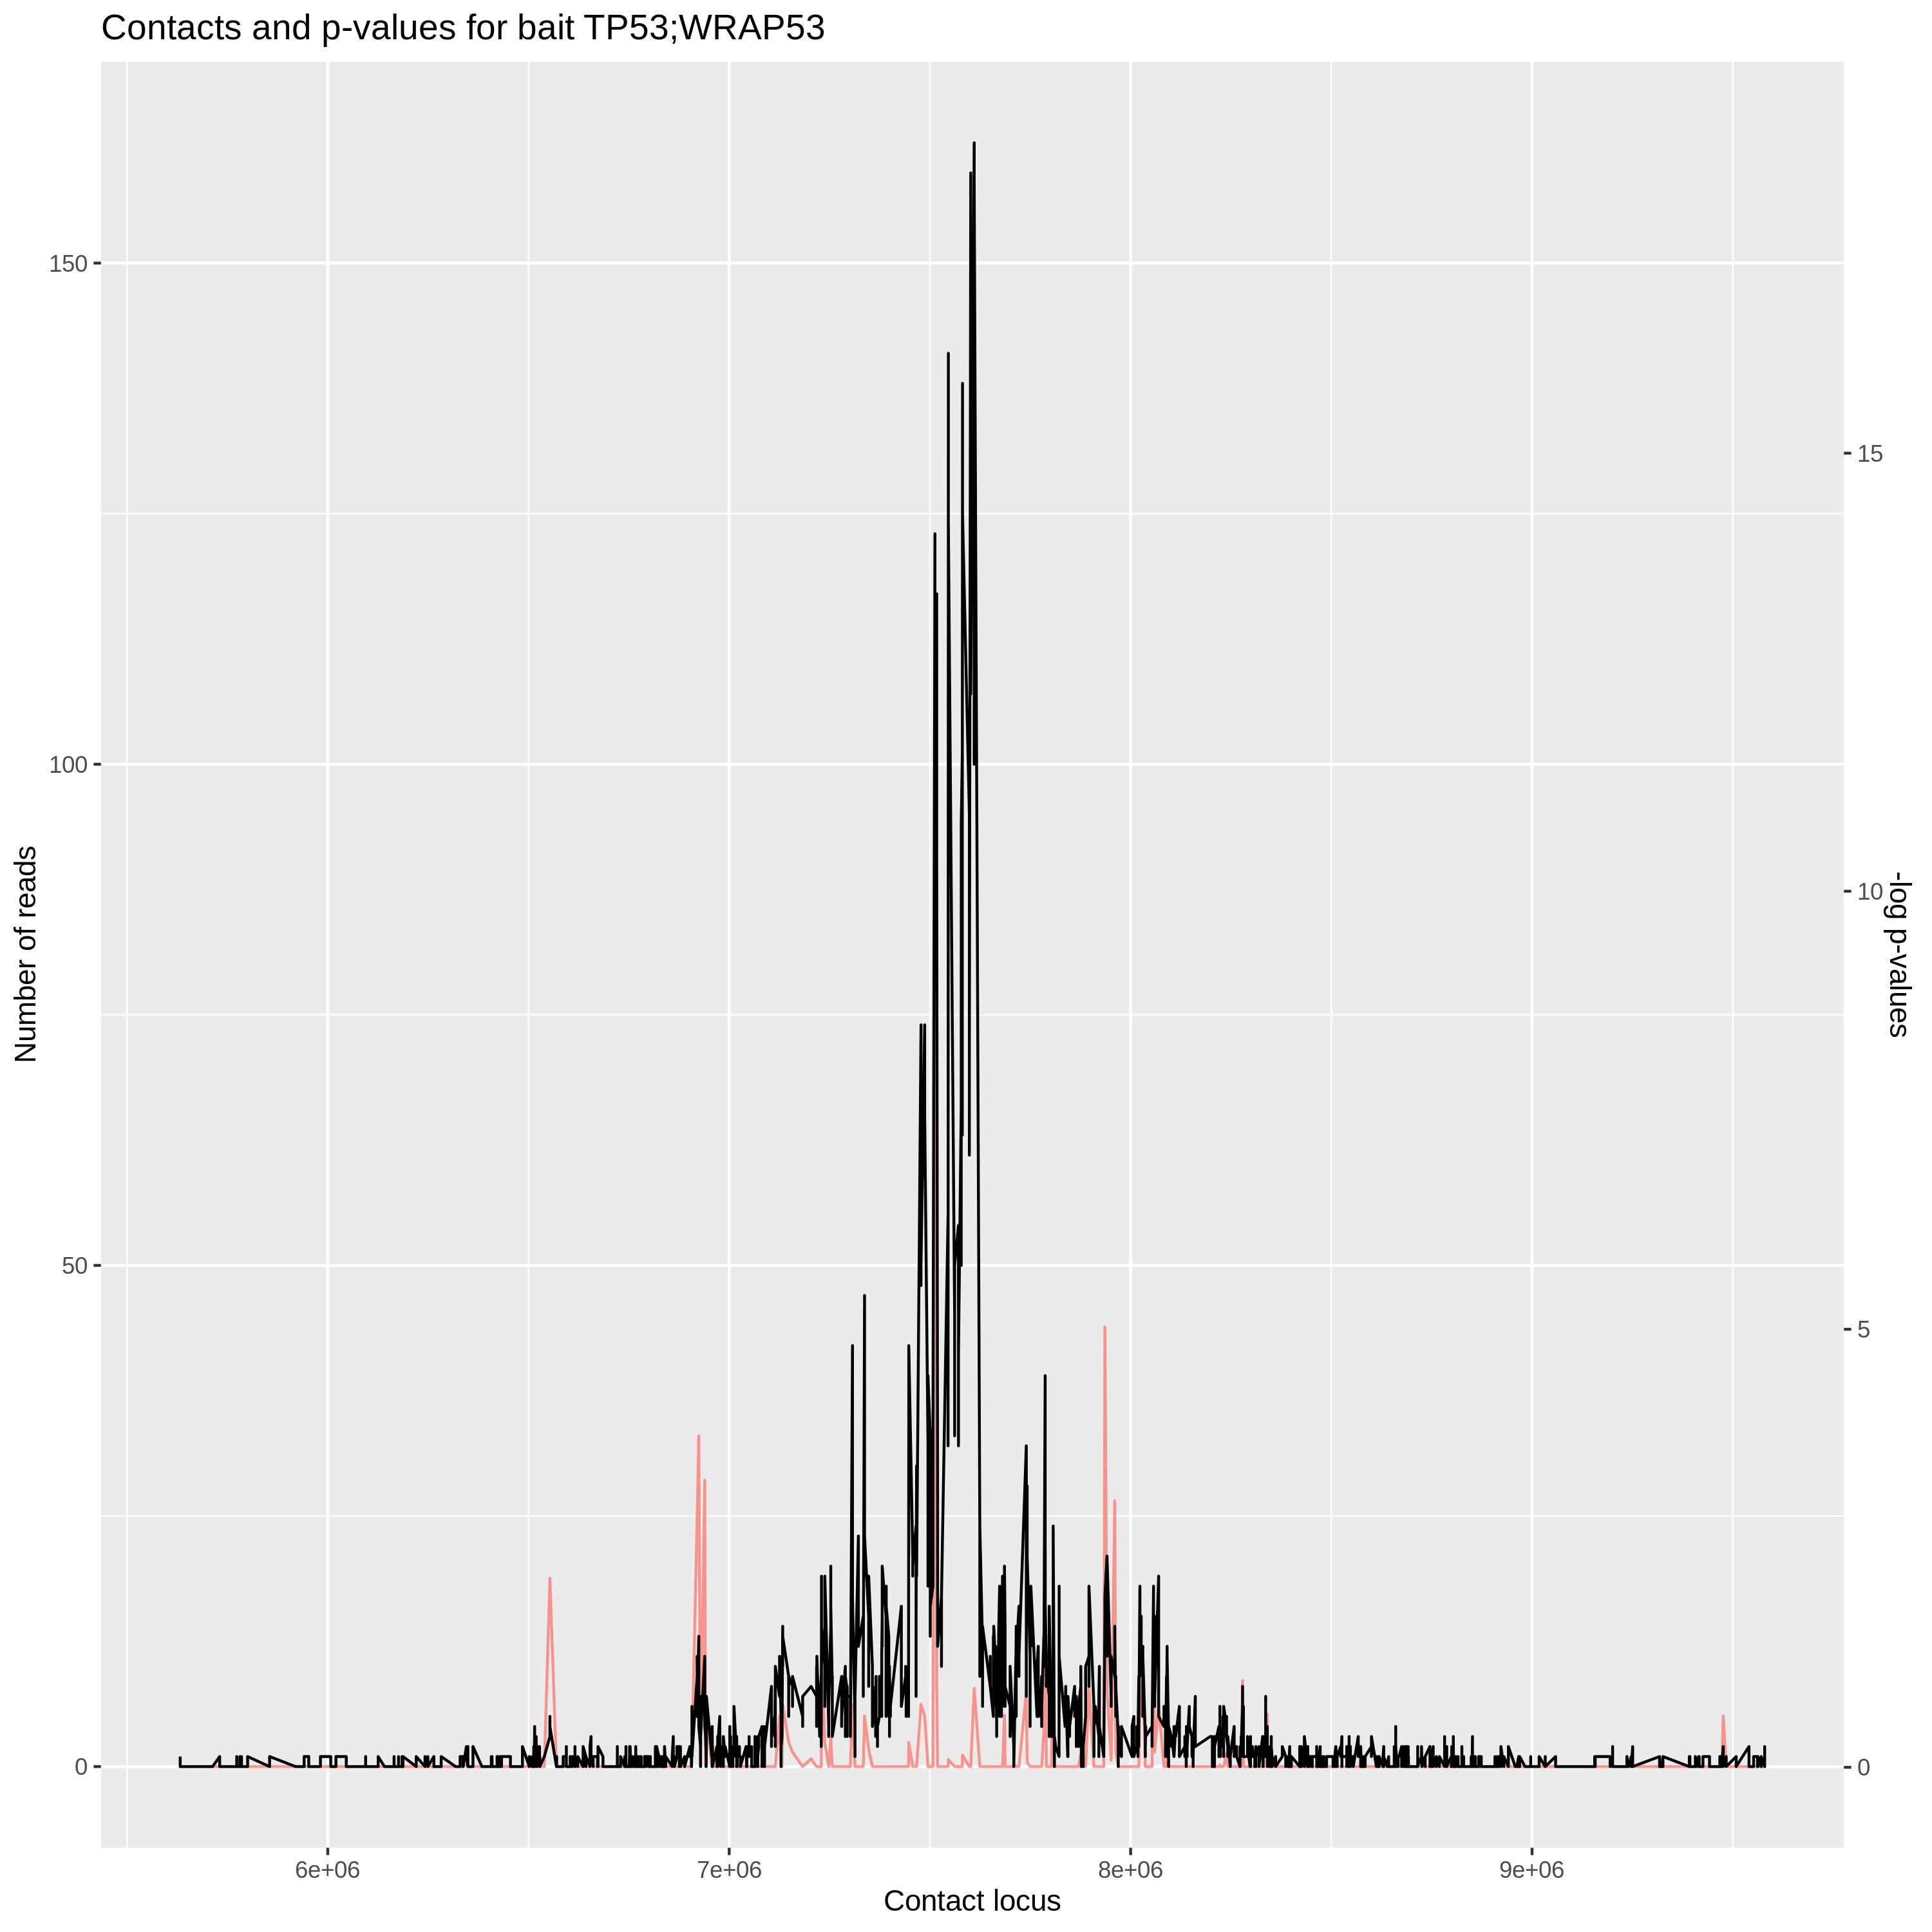 Contacts and p-values for bait TP53;WRAP53
150
100
50
0
Number of reads
15
10
5
0
-log p-values
6e+06
7e+06
8e+06
9e+06
Contact locus